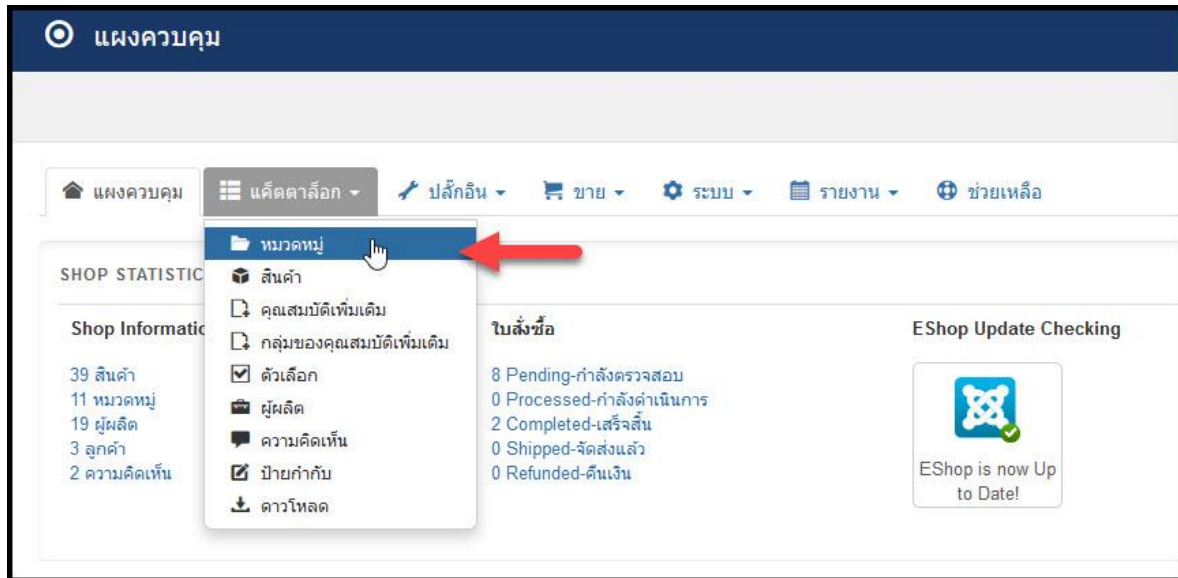 แผงควบคุม
แผงควบคุม แค็ตตาล็อก ปลั๊กอิน ขาย ระบบ รายงาน ช่วยเหลือ
หมวดหมู่
สินค้า
คุณสมบัติเพิ่มเติม
กลุ่มของคุณสมบัติเพิ่มเติม
ตัวเลือก
ผู้ผลิต
ความคิดเห็น
ป้ายกำกับ
ดาวโหลด
SHOP STATISTIC
Shop Informatio
39 สินค้า
11 หมวดหมู่
19 ผู้ผลิต
3 ลูกค้า
2 ความคิดเห็น
ใบสั่งซื้อ
8 Pending-กำลังตรวจสอบ
0 Processed-กำลังดำเนินการ
2 Completed-เสร็จสิ้น
0 Shipped-จัดส่งแล้ว
0 Refunded-คืนเงิน
EShop Update Checking
EShop is now Up
to Date!